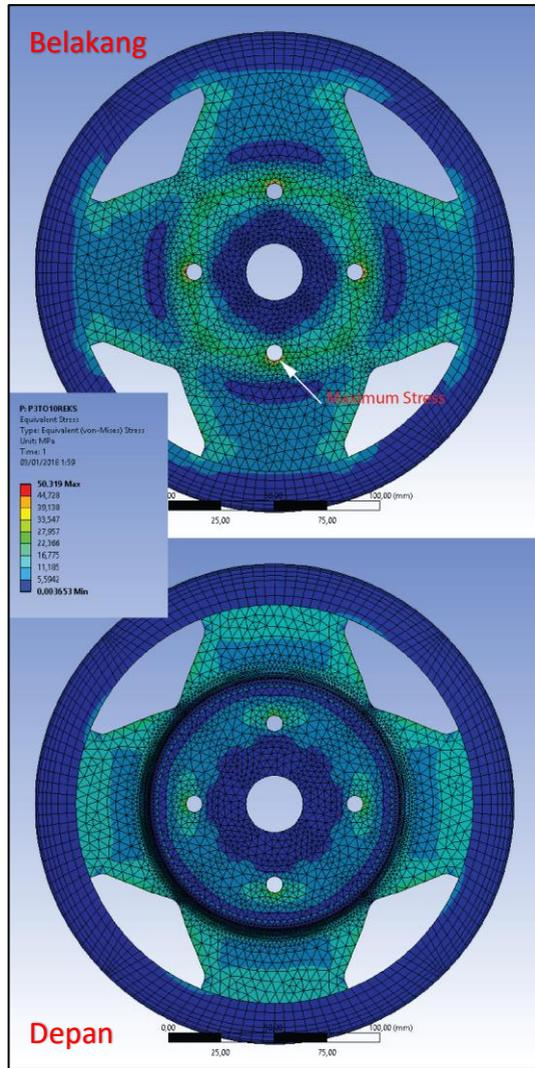 Belakang
Maximum Stress
P: P3TO10REKS
Equivalent Stress
Type: Equivalent (von-Mises) Stress
Unit: MPa
Time: 1
03/01/2018 1:59
50,319 Max
44,728
39,138
33,547
27,957
22,366
16,775
11,185
5,5942
0,003653 Min
100,00 (mm)
25,00
75,00
0,00
100,00 (mm)
25,00
75,00
Depan